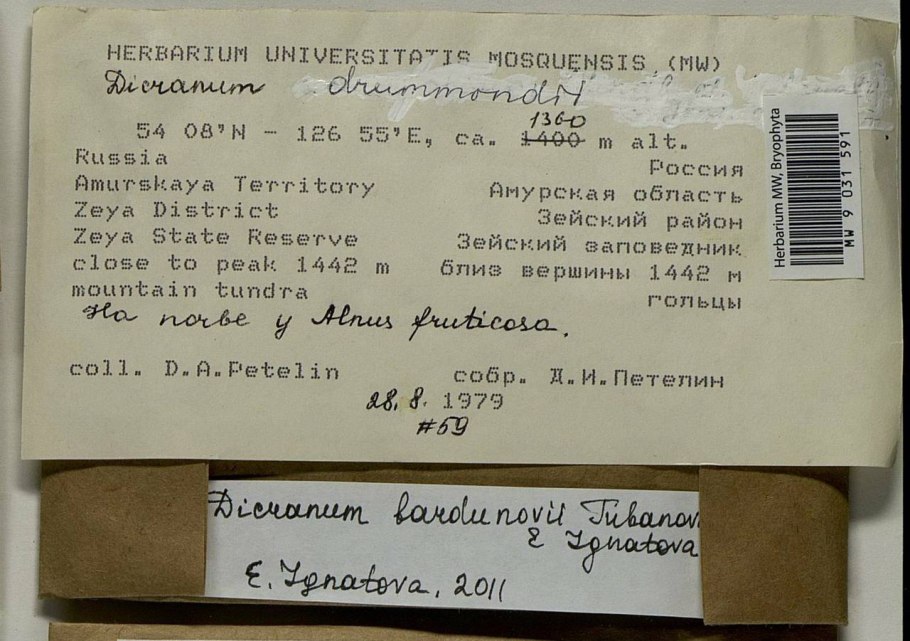 HERBARIUM UNIVERSITATIS MOSQUENSIS (MW)
Dicranum drummondii
1360
54 08'N - 126 55'E, ca. 1400 m alt.
Russia
Россия
Amurskaya Territory
Амурская область
Zeya District
Зейский район
Zeya State Reserve
Зейский заповедник
close to peak 1442 m
близ вершины 1442 м
mountain tundra
гольцы
На почве у Alnus fruticosa.
coll. D.A.Petelin
собр. Д.И.Петелин
28.8. 1979
#59
Herbarium MW, Bryophyta
MW 9 031 591
Dicranum bardunovii Tubanov
& Ignatova
E. Ignatova, 2011